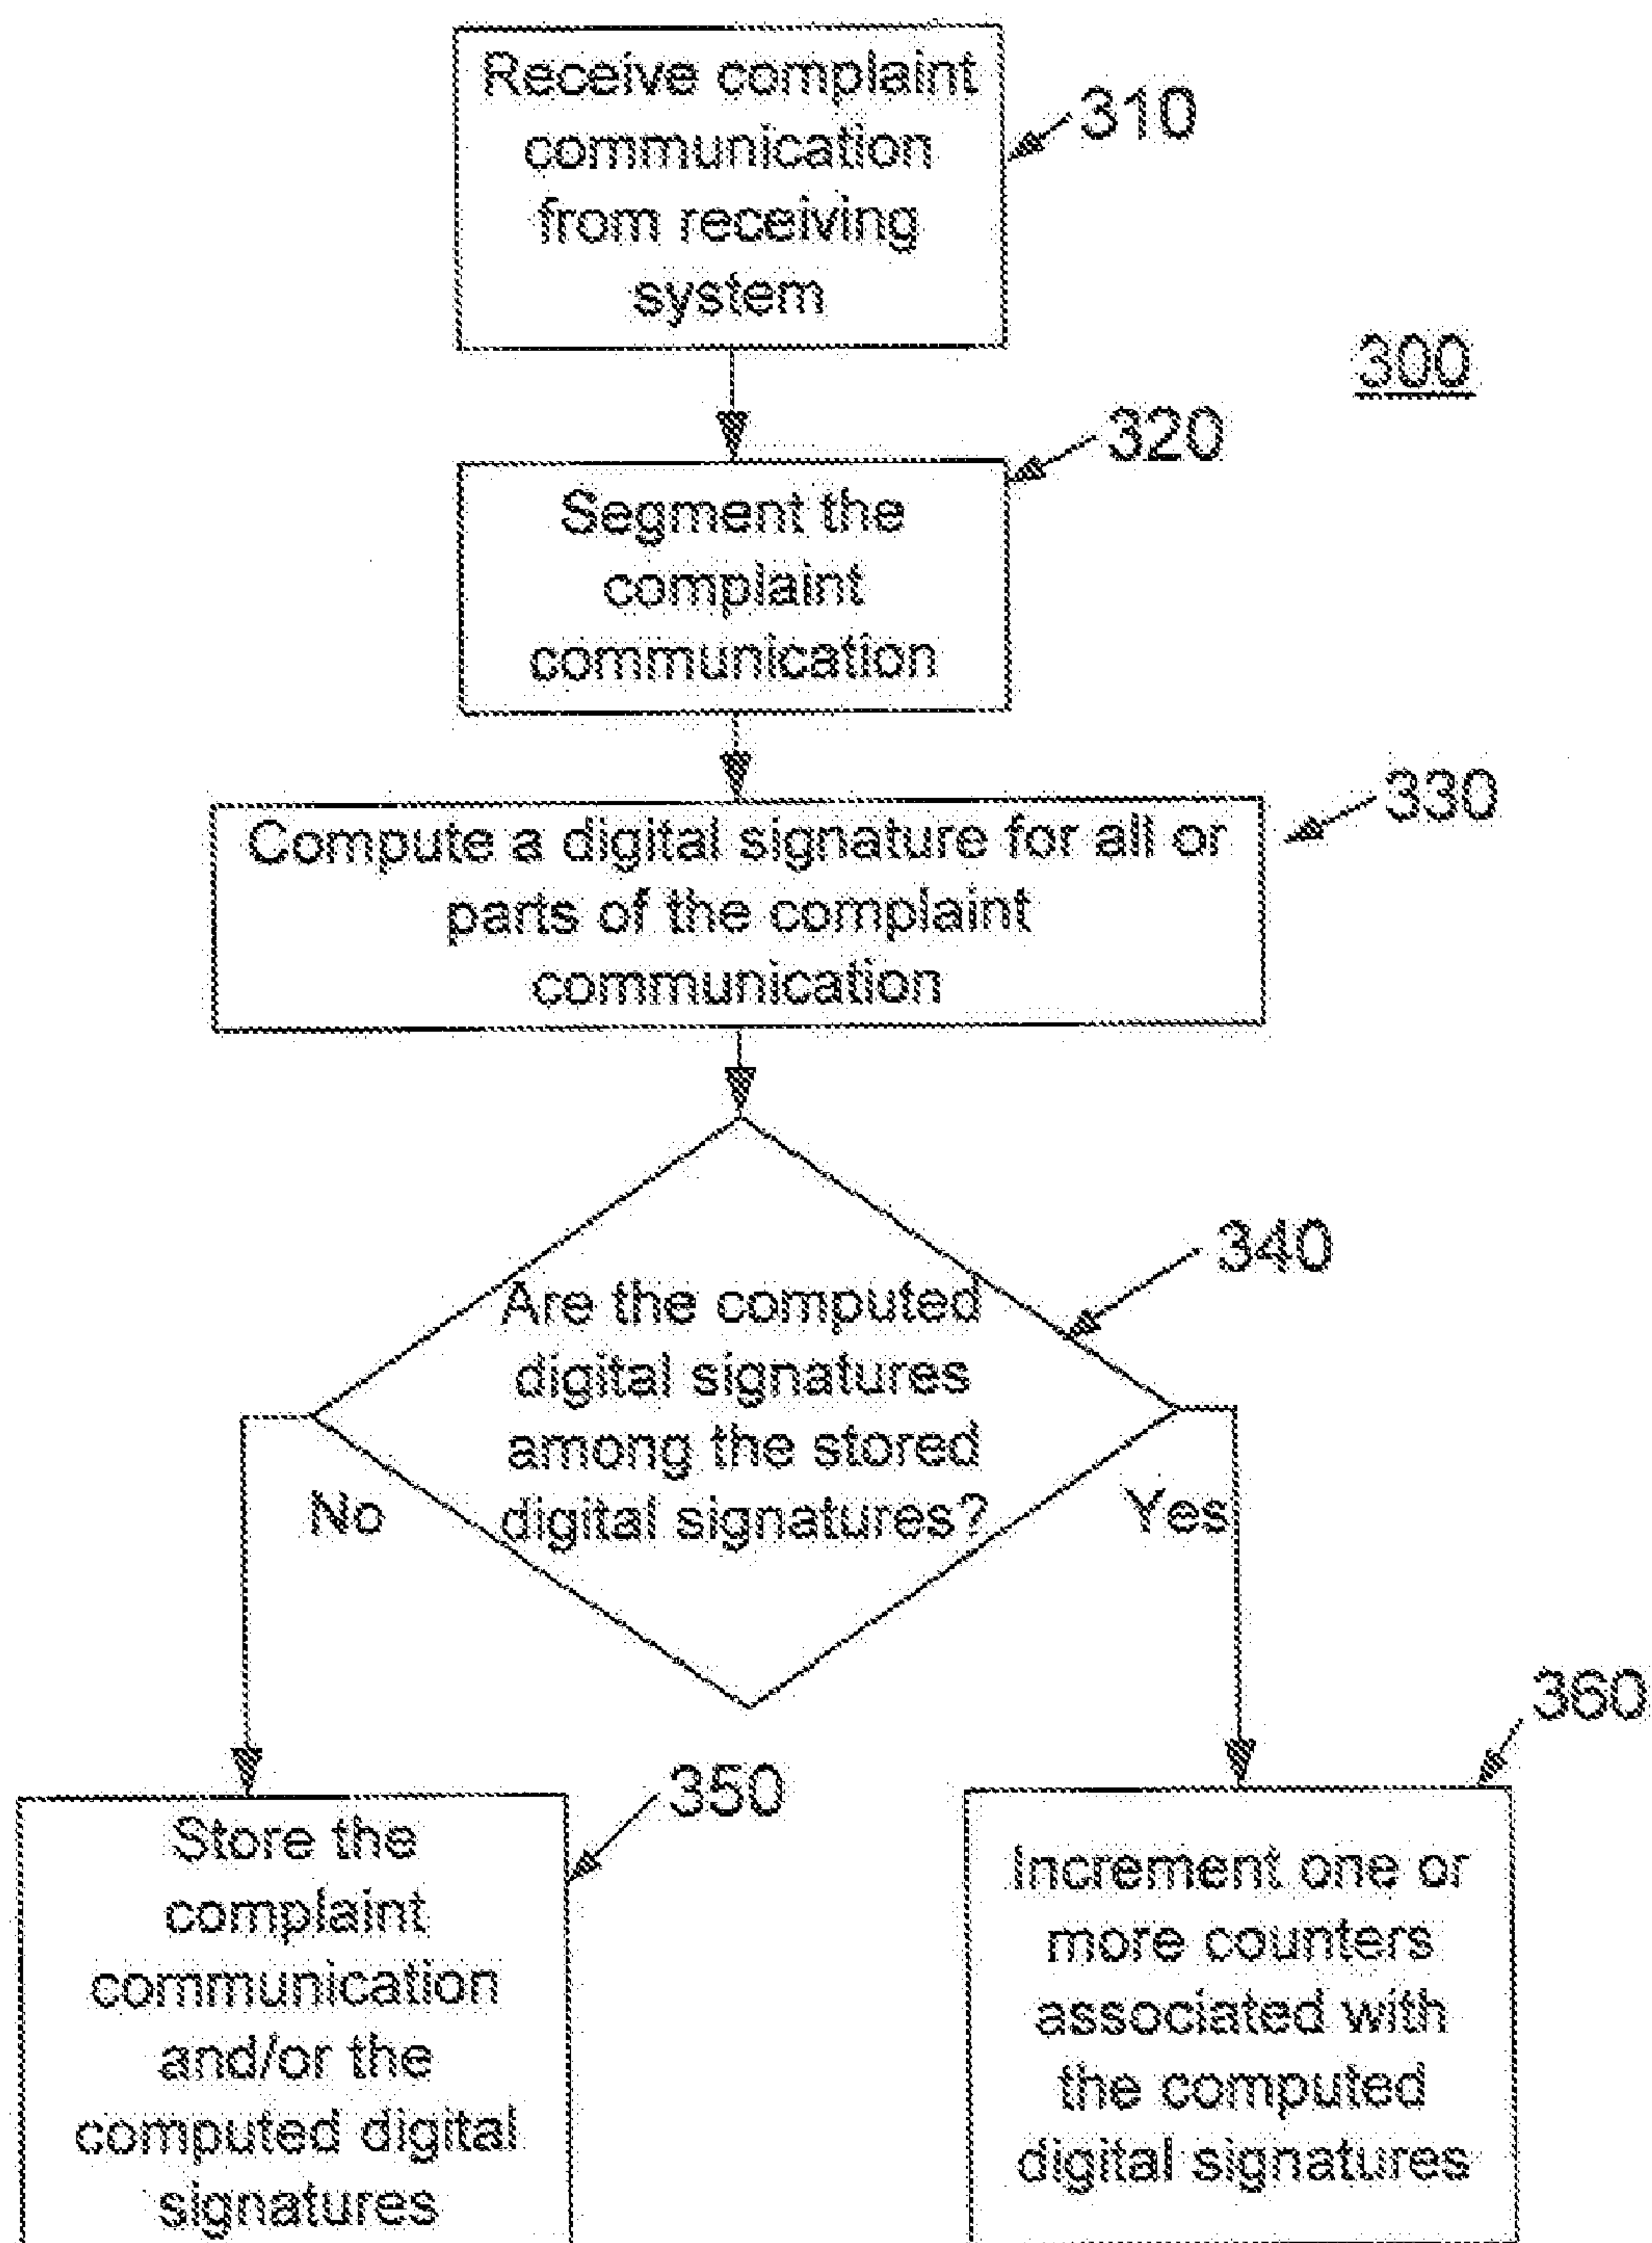 Receive complaint
communication
from receiving
system
310
300
320
Segment the
complaint
communication
330
Compute a digital signature for all or
parts of the complaint
communication
340
Are the computed
digital signatures
among the stored
digital signatures?
No
Yes
360
350
Store the
complaint
communication
and/or the
computed digital
signatures
Increment one or
more counters
associated with
the computed
digital signatures